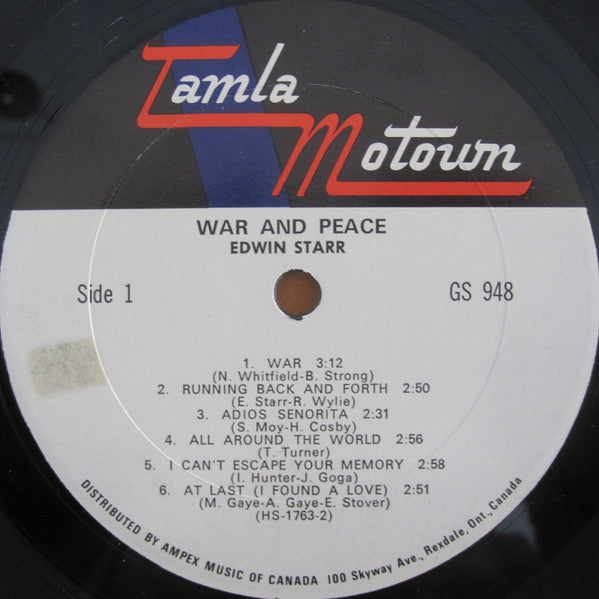 Tamla
Motown
WAR AND PEACE
EDWIN STARR
Side 1
GS 948
1. WAR 3:12
(N. Whitfield-B. Strong)
2. RUNNING BACK AND FORTH 2:50
(E. Starr-R. Wylie)
3. ADIOS SENORITA 2:31
(S. Moy-H. Cosby)
4. ALL AROUND THE WORLD 2:56
(T. Turner)
5. I CAN'T ESCAPE YOUR MEMORY 2:58
(I. Hunter-J. Goga)
6. AT LAST (I FOUND A LOVE) 2:51
(M. Gaye-A. Gaye-E. Stover)
(HS-1763-2)
DISTRIBUTED BY AMPEX MUSIC OF CANADA 100 Skyway Ave., Rexdale, Ont., Canada